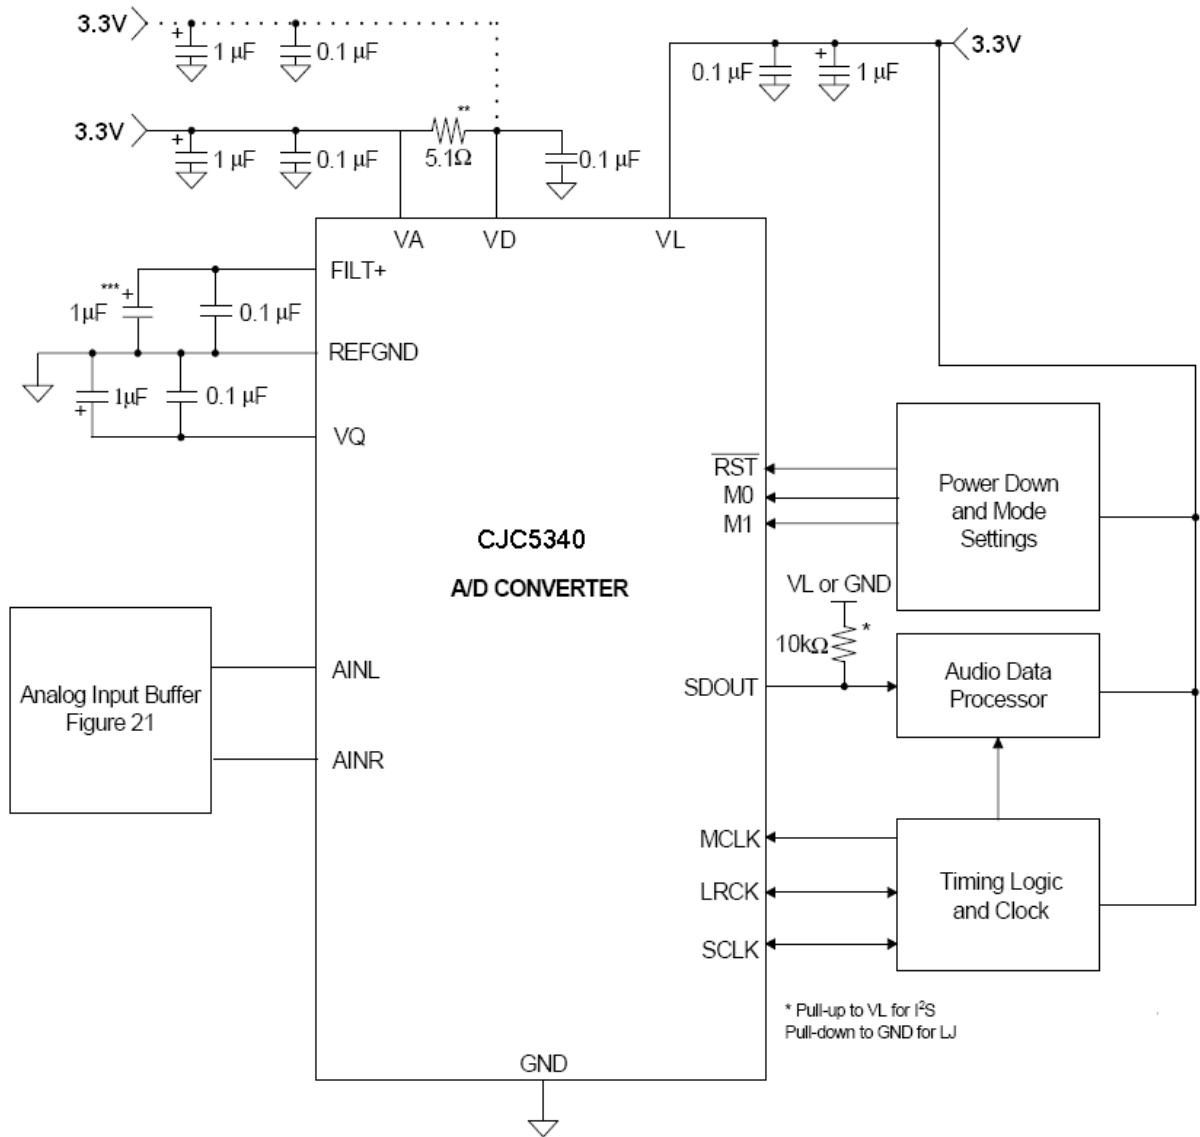 3.3V
+
1 µF
0.1 µF
0.1 µF
+
1 µF
3.3V
3.3V
+
1 µF
0.1 µF
**
5.1Ω
0.1 µF
VA
VD
VL
FILT+
***
+
1µF
0.1 µF
REFGND
+
1µF
0.1 µF
VQ
RST
M0
M1
Power Down
and Mode
Settings
CJC5340
A/D CONVERTER
VL or GND
10kΩ
*
Analog Input Buffer
Figure 21
AINL
AINR
SDOUT
Audio Data
Processor
MCLK
LRCK
SCLK
Timing Logic
and Clock
* Pull-up to VL for I²S
Pull-down to GND for LJ
GND